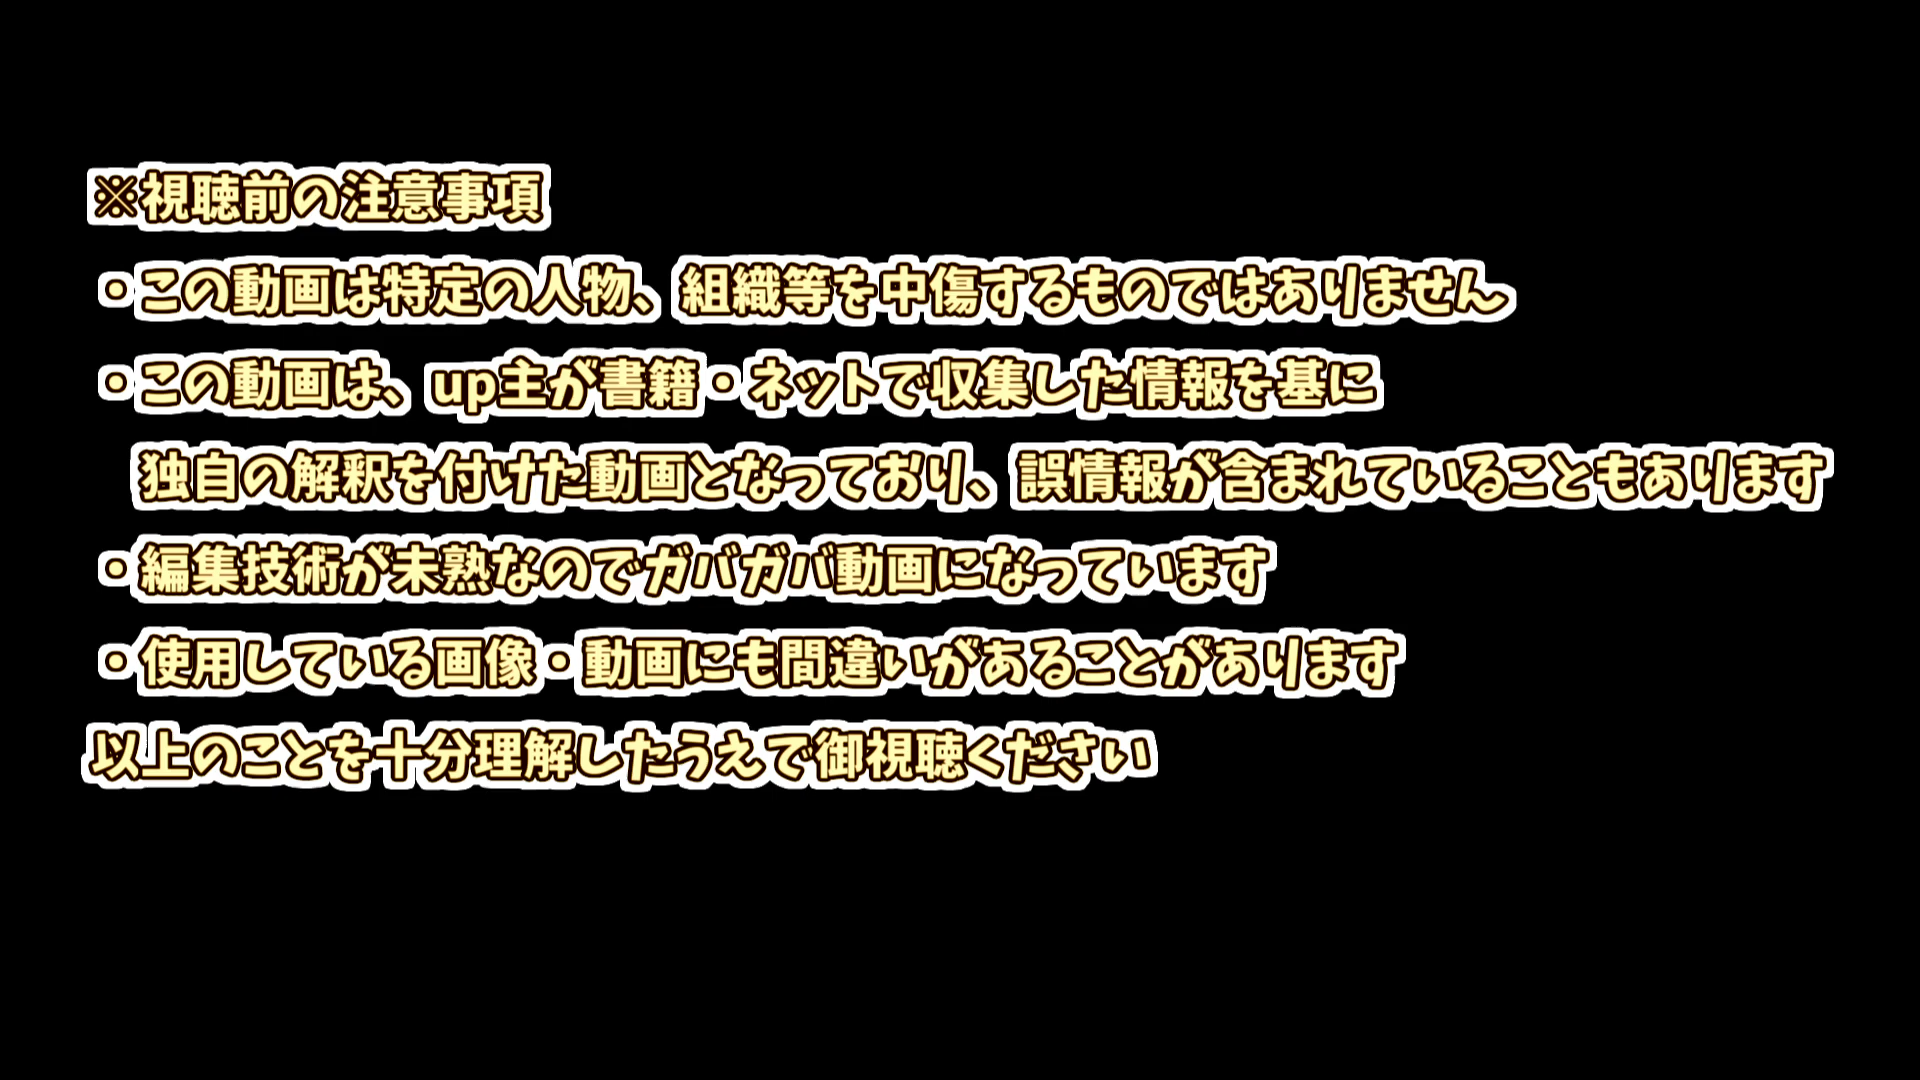 ※視聴前の注意事項
・この動画は特定の人物、組織等を中傷するものではありません
・この動画は、up主が書籍・ネットで収集した情報を基に
　独自の解釈を付けた動画となっており、誤情報が含まれていることもあります
・編集技術が未熟なのでガバガバ動画になっています
・使用している画像・動画にも間違いがあることがあります
以上のことを十分理解したうえで御視聴ください